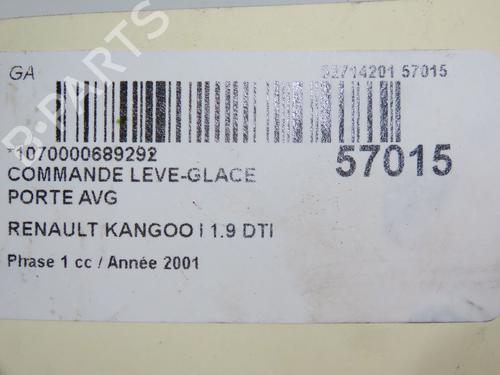 GA
52714201 57015
1070000689292
57015
COMMANDE LEVE-GLACE
PORTE AVG
RENAULT KANGOO I 1.9 DTI
Phase 1 cc / Année 2001
B-PARTS